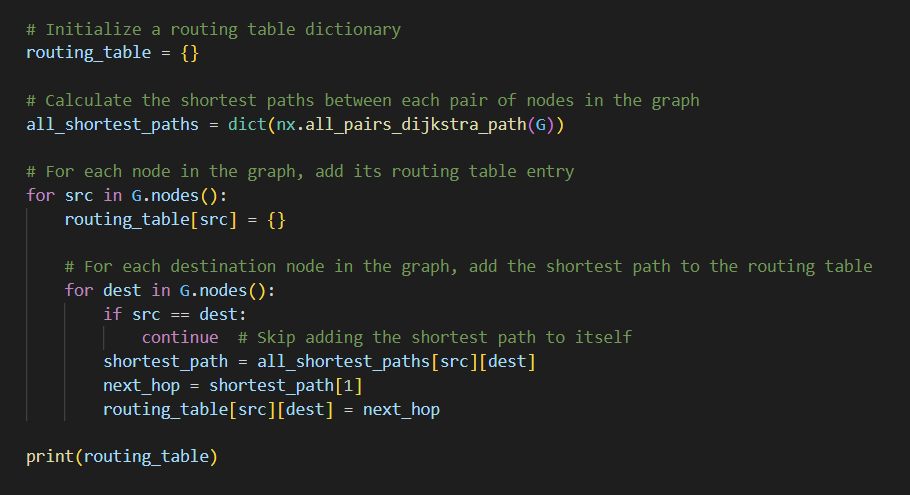 # Initialize a routing table dictionary
routing_table = {}

# Calculate the shortest paths between each pair of nodes in the graph
all_shortest_paths = dict(nx.all_pairs_dijkstra_path(G))

# For each node in the graph, add its routing table entry
for src in G.nodes():
    routing_table[src] = {}

    # For each destination node in the graph, add the shortest path to the routing table
    for dest in G.nodes():
        if src == dest:
            continue  # Skip adding the shortest path to itself
        shortest_path = all_shortest_paths[src][dest]
        next_hop = shortest_path[1]
        routing_table[src][dest] = next_hop

print(routing_table)